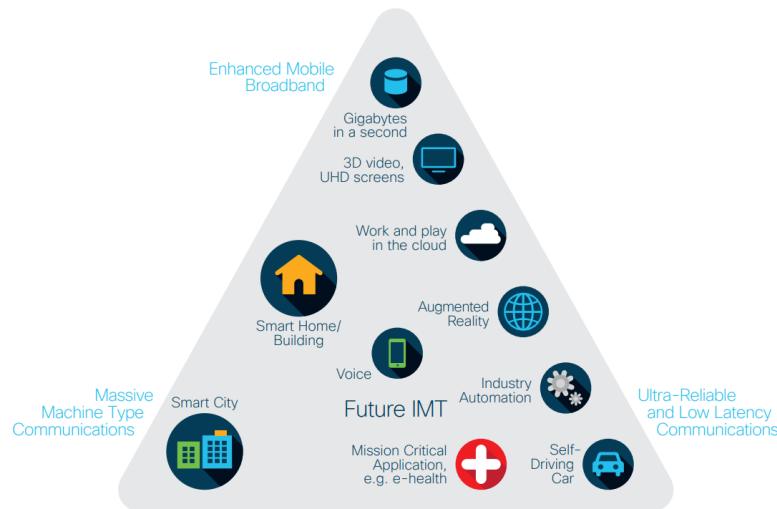 Enhanced Mobile
Broadband
Gigabytes
in a second
3D video,
UHD screens
Work and play
in the cloud
Smart Home/
Building
Augmented
Reality
Voice
Industry
Automation
Massive
Machine Type
Communications
Smart City
Future IMT
Ultra-Reliable
and Low Latency
Communications
Mission Critical
Application,
e.g. e-health
Self-
Driving
Car